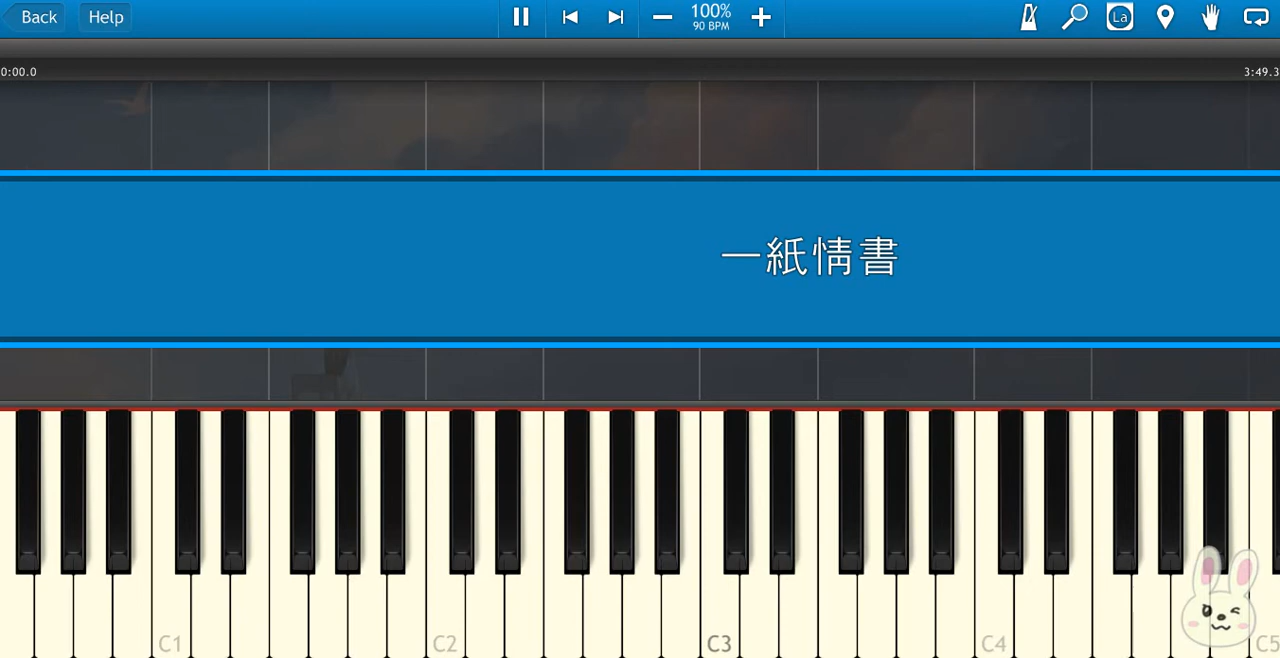 Back Help 100% La
90 BPM
0:00.0 3:49.3
一紙情書
C1 C2 C3 C4 C5